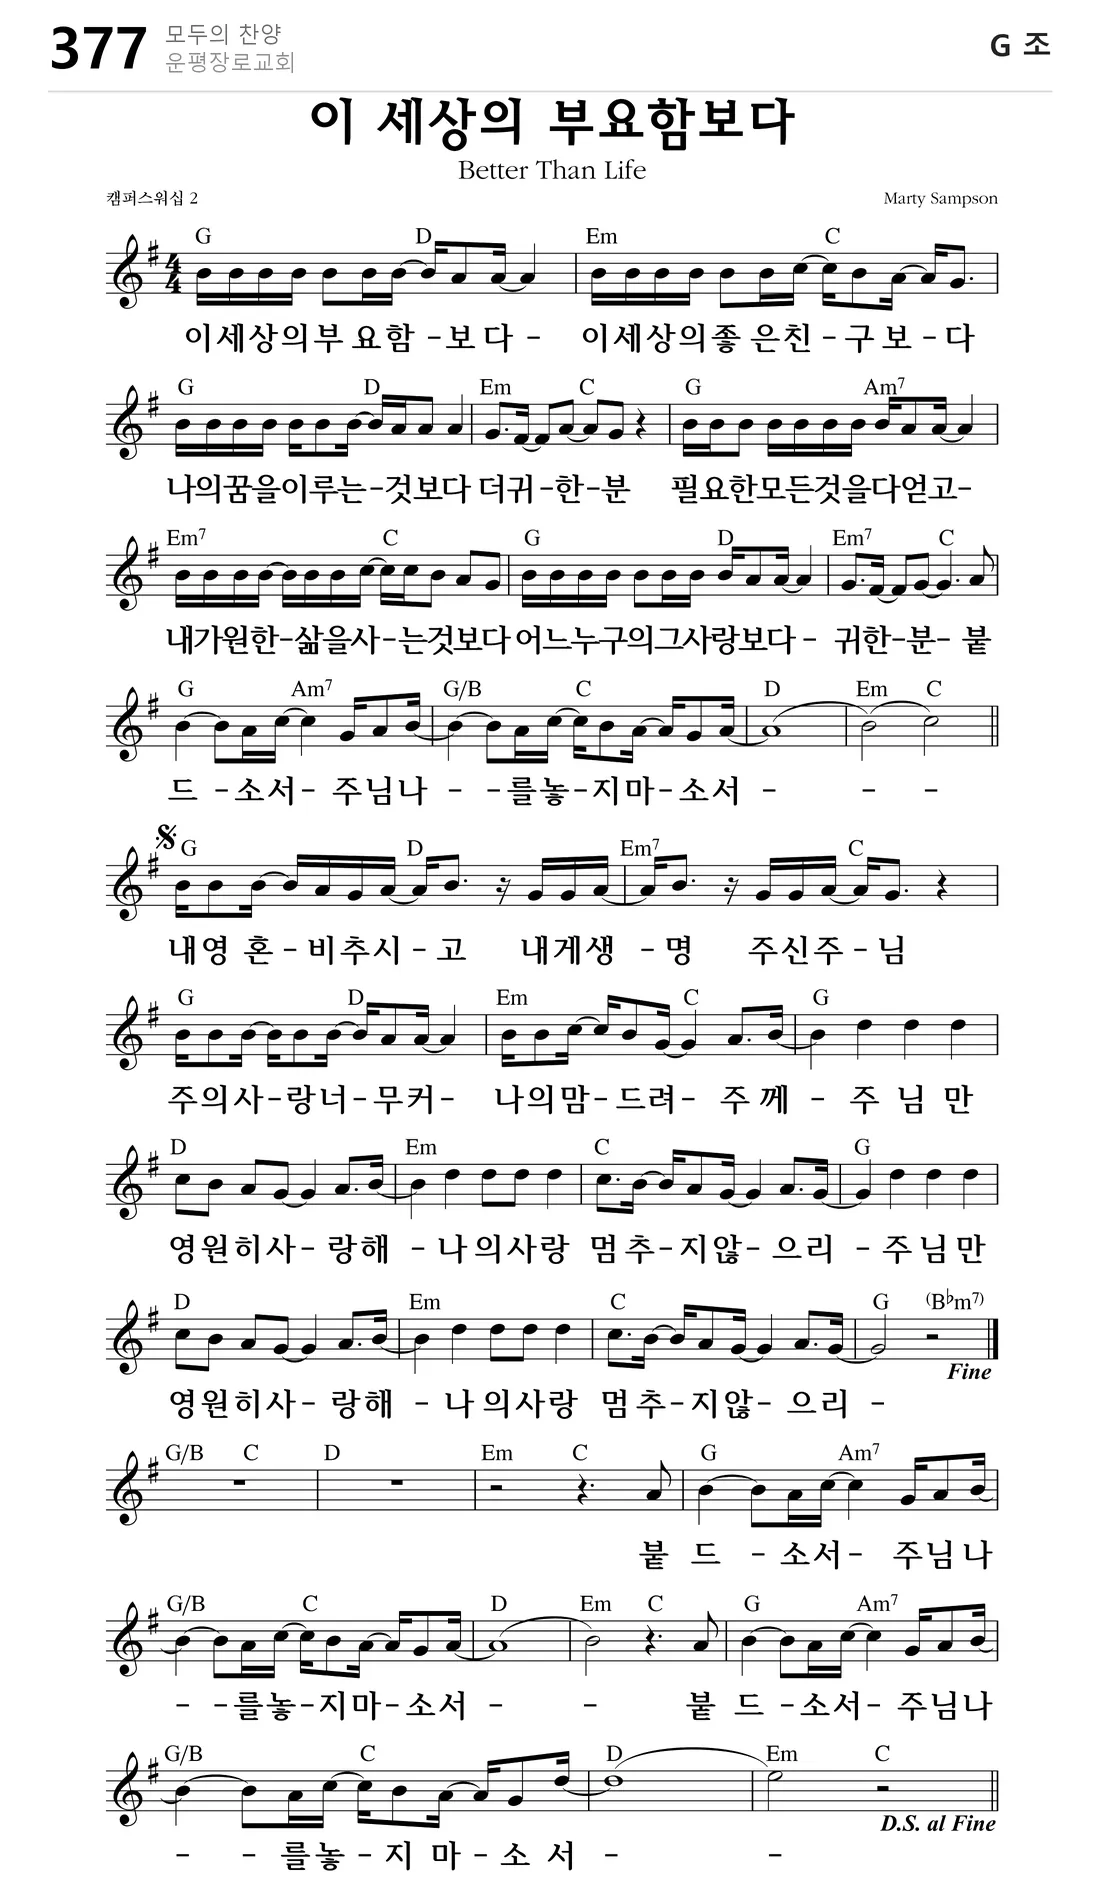 377 모두의 찬양
운평장로교회
G 조
이 세상의 부요함보다
Better Than Life
캠퍼스워십 2
Marty Sampson
G D Em C
이세상의부 요함 -보다- 이세상의좋 은친 -구보-다
G D Em C G Am7
나의꿈을이루는-것보다 더귀-한-분 필요한모든것을다얻고-
Em7 C G D Em7 C
내가원한-삶을사-는것보다 어느누구의그사랑보다- 귀한-분- 붙
G Am7 G/B C D Em C
드 -소서- 주님나 - -를놓-지마-소서 - - -
G D Em7 C
내영 혼-비추시-고 내게생 -명 주신주-님
G D Em C G
주의사-랑너-무커- 나의맘-드려- 주께 - 주 님 만
D Em C G
영원히사-랑해 -나의사랑 멈추-지않-으리 -주님만
D Em C G (B♭m7)
Fine
영원히사-랑해 -나의사랑 멈추-지않-으리 -
G/B C D Em C G Am7
붙 드 -소서- 주님나
G/B C D Em C G Am7
- -를놓-지마-소서 - - 붙 드 -소서- 주님나
G/B C D Em C
D.S. al Fine
- -를놓-지 마-소 서 - -